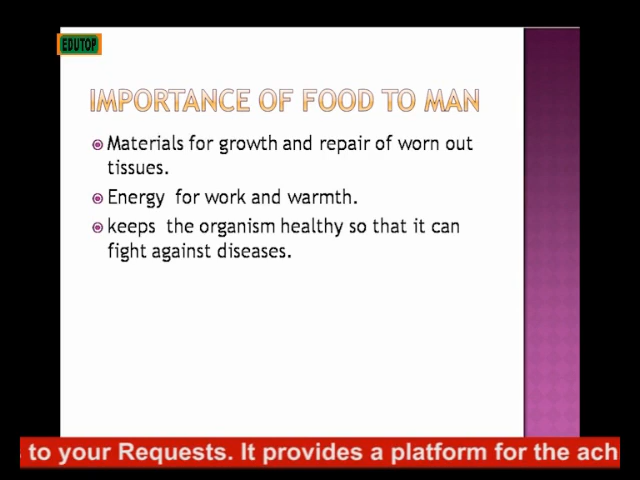 EDUTOP
IMPORTANCE OF FOOD TO MAN
Materials for growth and repair of worn out
tissues.
Energy for work and warmth.
keeps the organism healthy so that it can
fight against diseases.
to your Requests. It provides a platform for the ach